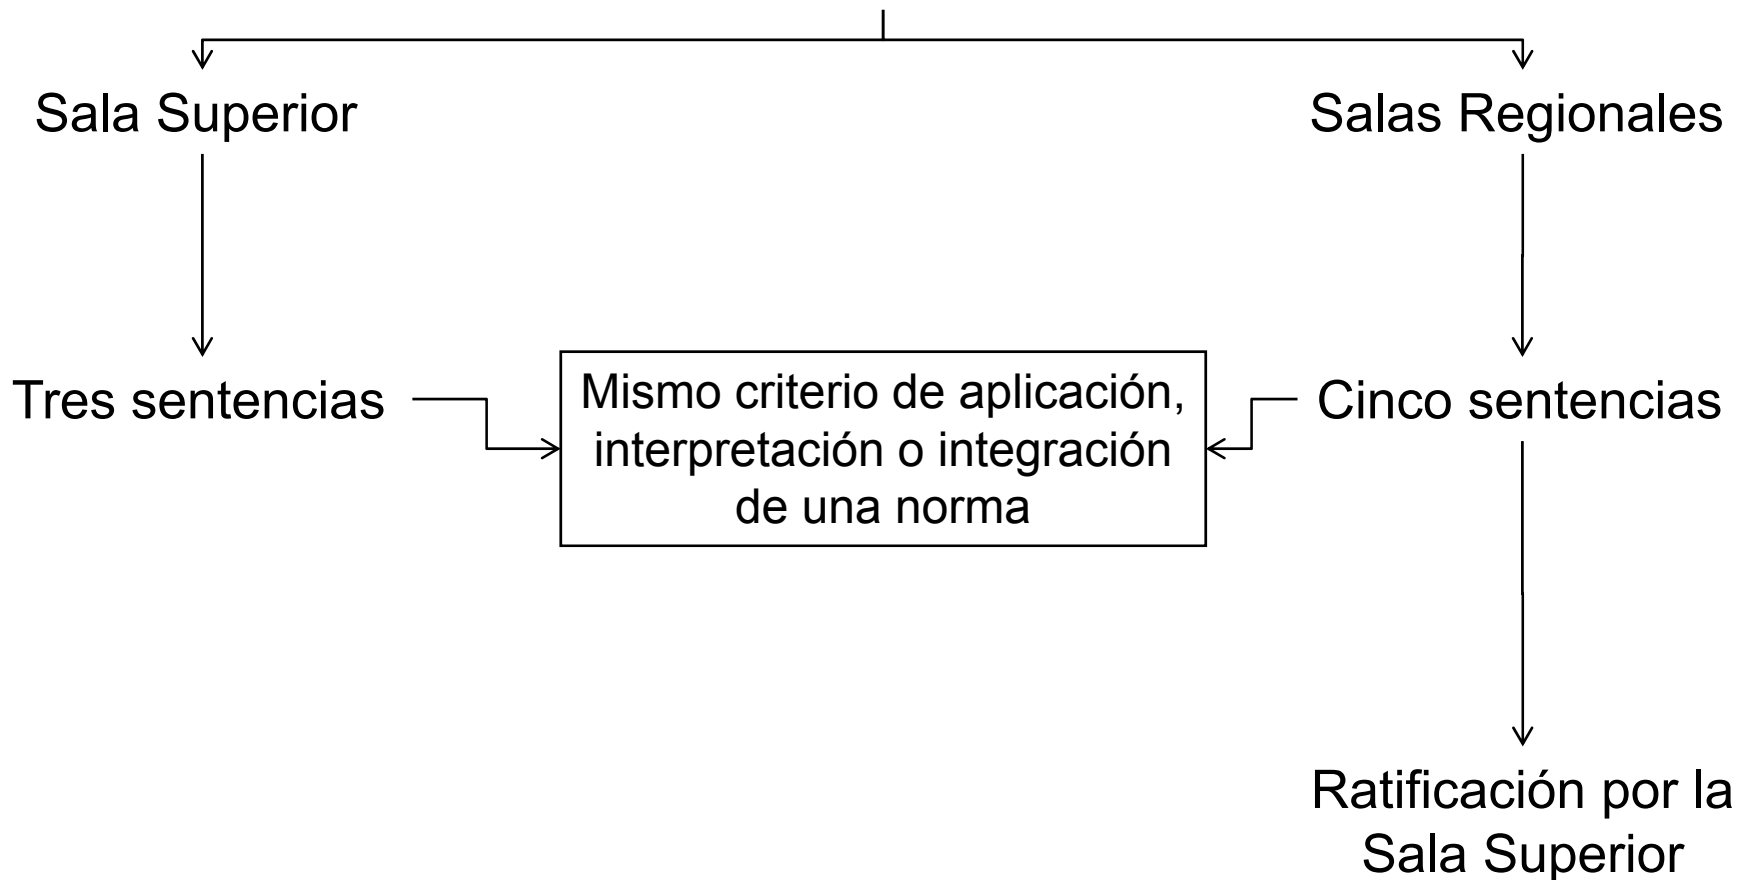 Sala Superior
Salas Regionales
Tres sentencias
Mismo criterio de aplicación,
interpretación o integración
de una norma
Cinco sentencias
Ratificación por la
Sala Superior